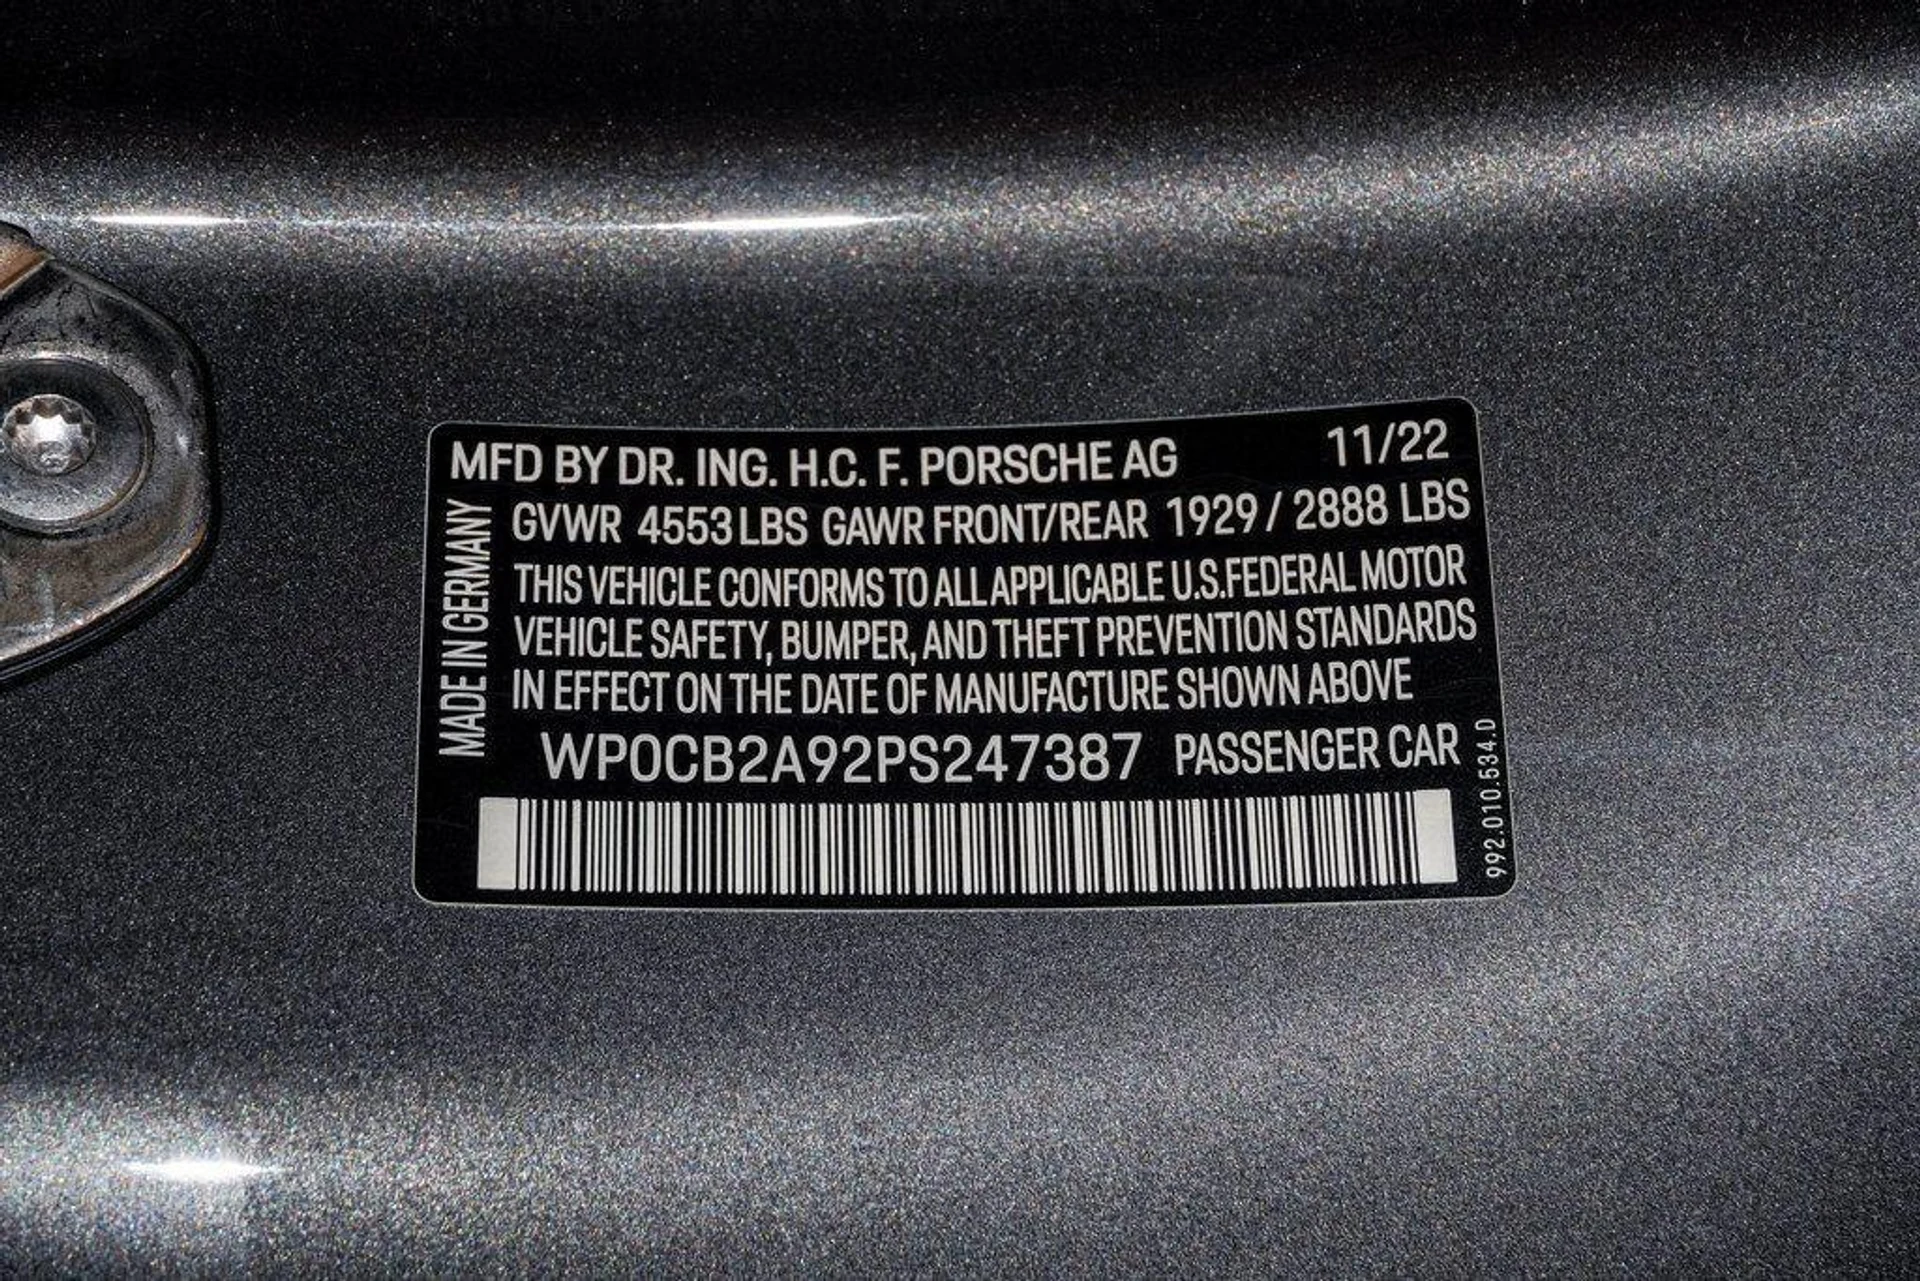 MFD BY DR. ING. H.C. F. PORSCHE AG 11/22
GVWR 4553 LBS GAWR FRONT/REAR 1929 / 2888 LBS
THIS VEHICLE CONFORMS TO ALL APPLICABLE U.S.FEDERAL MOTOR
VEHICLE SAFETY, BUMPER, AND THEFT PREVENTION STANDARDS
IN EFFECT ON THE DATE OF MANUFACTURE SHOWN ABOVE
WP0CB2A92PS247387 PASSENGER CAR
MADE IN GERMANY
992.010.534.D